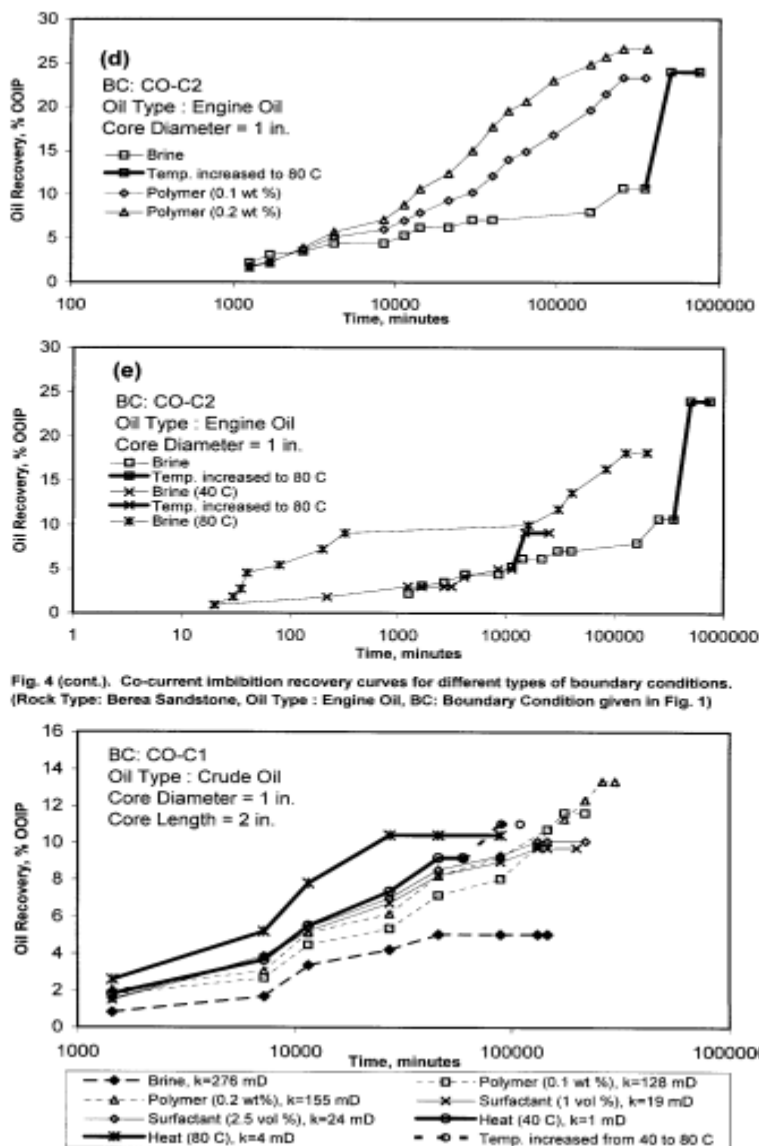 30
25
20
15
10
5
0
Oil Recovery, % OOIP
(d)
BC: CO-C2
Oil Type : Engine Oil
Core Diameter = 1 in.
Brine
Temp. increased to 80 C
Polymer (0.1 wt %)
Polymer (0.2 wt %)
100 1000 10000 100000 1000000
Time, minutes
30
25
20
15
10
5
0
Oil Recovery, % OOIP
(e)
BC: CO-C2
Oil Type : Engine Oil
Core Diameter = 1 in.
Brine
Temp. increased to 80 C
Brine (40 C)
Temp. increased to 80 C
Brine (80 C)
1 10 100 1000 10000 100000 1000000
Time, minutes
Fig. 4 (cont.). Co-current imbibition recovery curves for different types of boundary conditions.
(Rock Type: Berea Sandstone, Oil Type : Engine Oil, BC: Boundary Condition given in Fig. 1)
16
14
12
10
8
6
4
2
0
Oil Recovery, % OOIP
BC: CO-C1
Oil Type : Crude Oil
Core Diameter = 1 in.
Core Length = 2 in.
1000 10000 100000 1000000
Time, minutes
Brine, k=276 mD Polymer (0.1 wt %), k=128 mD
Polymer (0.2 wt%), k=155 mD Surfactant (1 vol %), k=19 mD
Surfactant (2.5 vol %), k=24 mD Heat (40 C), k=1 mD
Heat (80 C), k=4 mD Temp. increased from 40 to 80 C